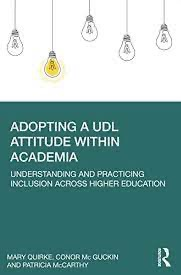 ADOPTING A UDL
ATTITUDE WITHIN
ACADEMIA
UNDERSTANDING AND PRACTICING
INCLUSION ACROSS HIGHER EDUCATION
MARY QUIRKE, CONOR Mc GUCKIN
AND PATRICIA McCARTHY
R